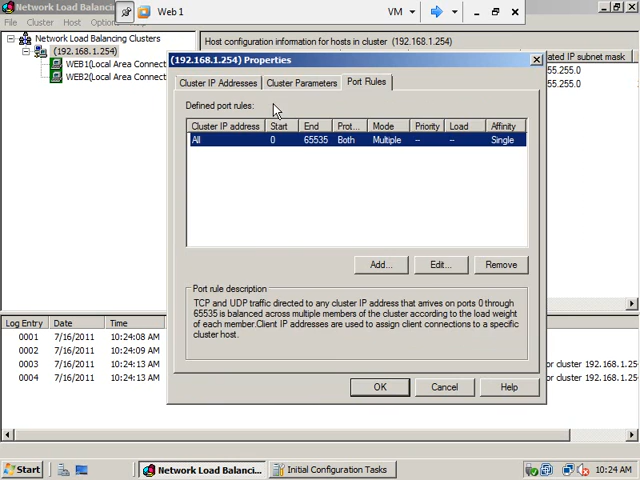 Network Load Balancing
Web 1
VM
File
Cluster
Host
Options
Network Load Balancing Clusters
(192.168.1.254)
WEB1(Local Area Connect
WEB2(Local Area Connect
Host configuration information for hosts in cluster (192.168.1.254)
ated IP subnet mask
55.255.0
55.255.0
(192.168.1.254) Properties
Cluster IP Addresses
Cluster Parameters
Port Rules
Defined port rules:
Cluster IP address Start End Prot... Mode Priority Load Affinity
All 0 65535 Both Multiple -- -- Single
Add...
Edit...
Remove
Port rule description
TCP and UDP traffic directed to any cluster IP address that arrives on ports 0 through
65535 is balanced across multiple members of the cluster according to the load weight
of each member.Client IP addresses are used to assign client connections to a specific
cluster host.
OK
Cancel
Help
Log Entry Date Time
0001 7/16/2011 10:24:08 AM
0002 7/16/2011 10:24:09 AM
0003 7/16/2011 10:24:13 AM or cluster 192.168.1.254
0004 7/16/2011 10:24:13 AM or cluster 192.168.1.25
Start
Network Load Balanci...
Initial Configuration Tasks
10:24 AM